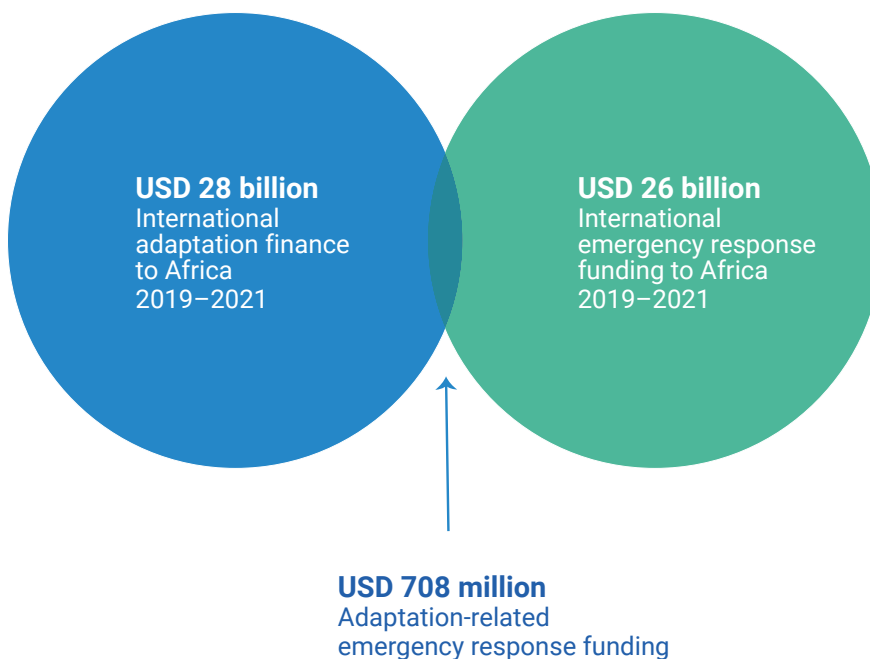 USD 28 billion
International
adaptation finance
to Africa
2019–2021
USD 26 billion
International
emergency response
funding to Africa
2019–2021
USD 708 million
Adaptation-related
emergency response funding